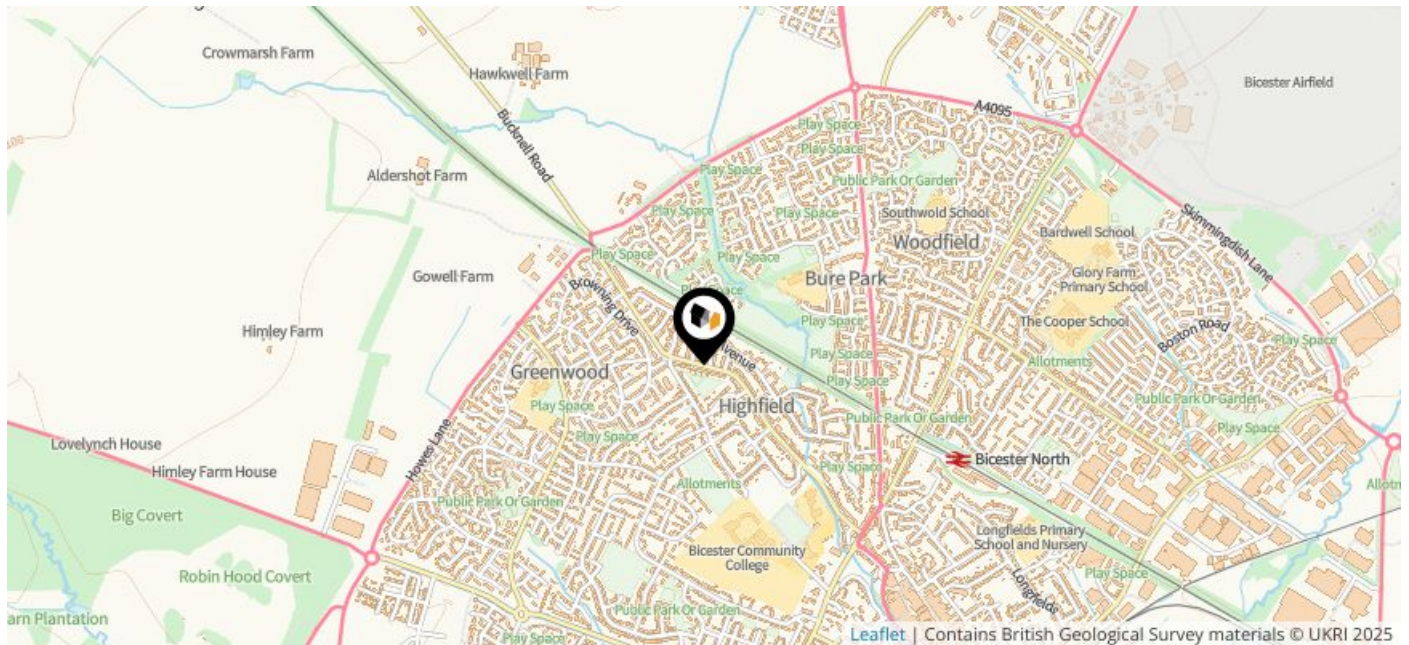 Crowmarsh Farm
Hawkwell Farm
Bicester Airfield
A4095
Bucknell Road
Play Space
Play Space
Play Space
Aldershot Farm
Public Park Or Garden
Play Space
Play Space
Southwold School
Skimmingdish Lane
Bardwell School
Woodfield
Play Space
Play Space
Gowell Farm
Bure Park
Glory Farm
Primary School
Browning Drive
Himley Farm
Play Space
The Cooper School
Boston Road
Play Space
Avenue
Play Space
Allotments
Greenwood
Play Space
Public Park Or Garden
Play Space
Highfield
Public Park Or Garden
Play Space
Play Space
Lovelynch House
Howes Lane
Bicester North
Himley Farm House
Play Space
Allotments
Public Park Or Garden
Big Covert
Longfields Primary
School and Nursery
Bicester Community
College
Robin Hood Covert
Play Space
Longfields
Public Park Or Garden
arn Plantation
Play Space
Leaflet | Contains British Geological Survey materials © UKRI 2025